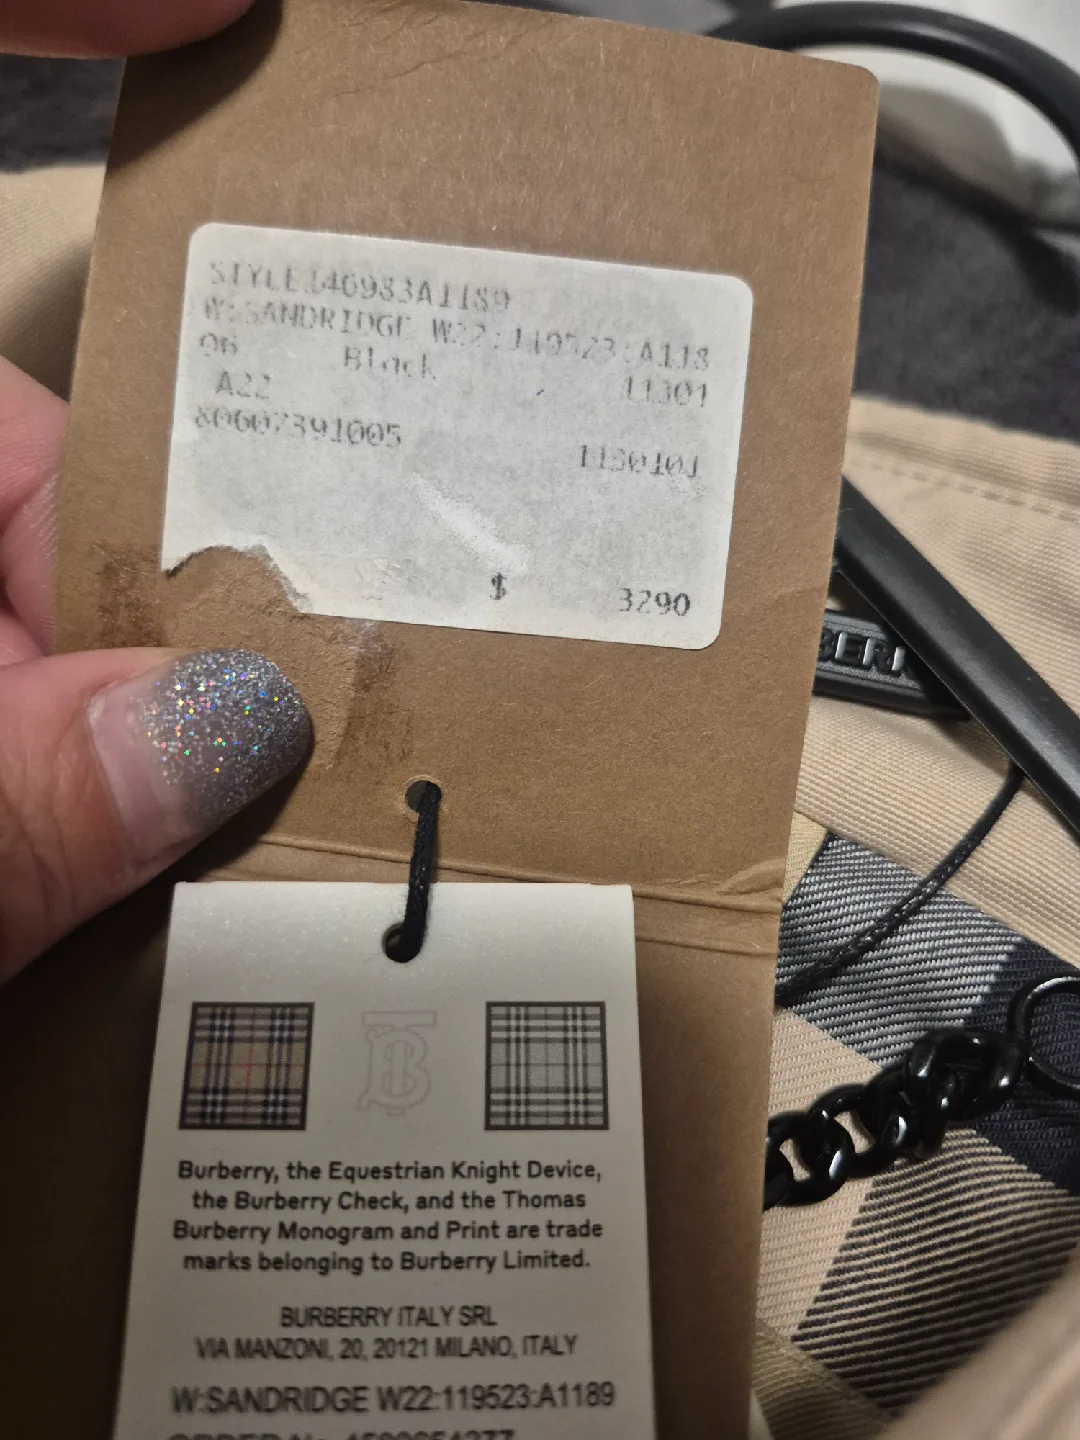 W:SANDRIDGE W22:119523:A118
06 Black 11301
A22
80607391005
1150101
$ 3290
Burberry, the Equestrian Knight Device,
the Burberry Check, and the Thomas
Burberry Monogram and Print are trade
marks belonging to Burberry Limited.
BURBERRY ITALY SRL
VIA MANZONI, 20, 20121 MILANO, ITALY
W:SANDRIDGE W22:119523:A1189